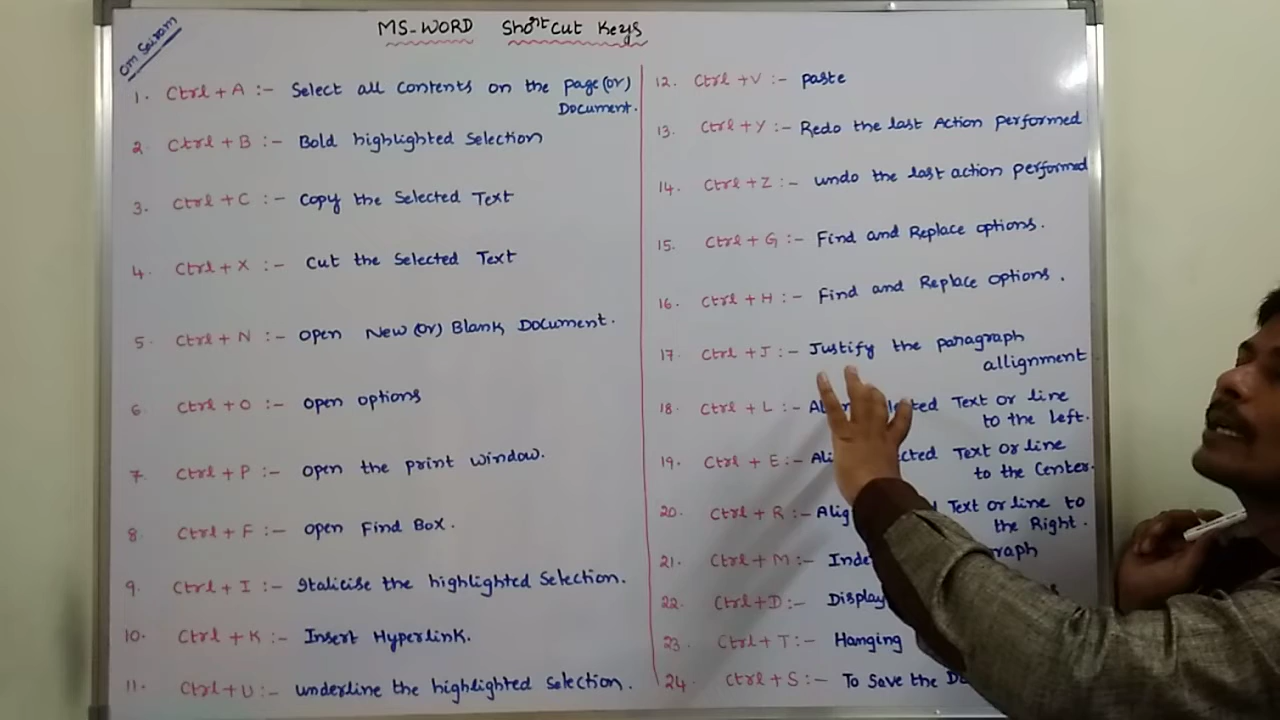 Om Sairam
MS-WORD Shortcut Keys
1. Ctrl + A :- Select all Contents on the page (or)
Document.
2. Ctrl + B :- Bold highlighted Selection
3. Ctrl + C :- Copy the Selected Text
4. Ctrl + X :- Cut the Selected Text
5. Ctrl + N :- Open New (or) Blank Document.
6. Ctrl + O :- Open options
7. Ctrl + P :- Open the print window.
8. Ctrl + F :- Open Find Box.
9. Ctrl + I :- Italicise the highlighted Selection.
10. Ctrl + K :- Insert Hyperlink.
11. Ctrl + U :- underline the highlighted selection.
12. Ctrl + V :- paste
13. Ctrl + Y :- Redo the last Action performed
14. Ctrl + Z :- undo the last action performed
15. Ctrl + G :- Find and Replace options.
16. Ctrl + H :- Find and Replace options.
17. Ctrl + J :- Justify the paragraph
allignment
18. Ctrl + L :- Text or line
to the left.
19. Ctrl + E :- Text or line
to the Center.
20. Ctrl + R :- Text or line to
the Right.
21. Ctrl + M :-
22. Ctrl + D :- Display
23. Ctrl + T :- Hanging
24. Ctrl + S :- To Save the